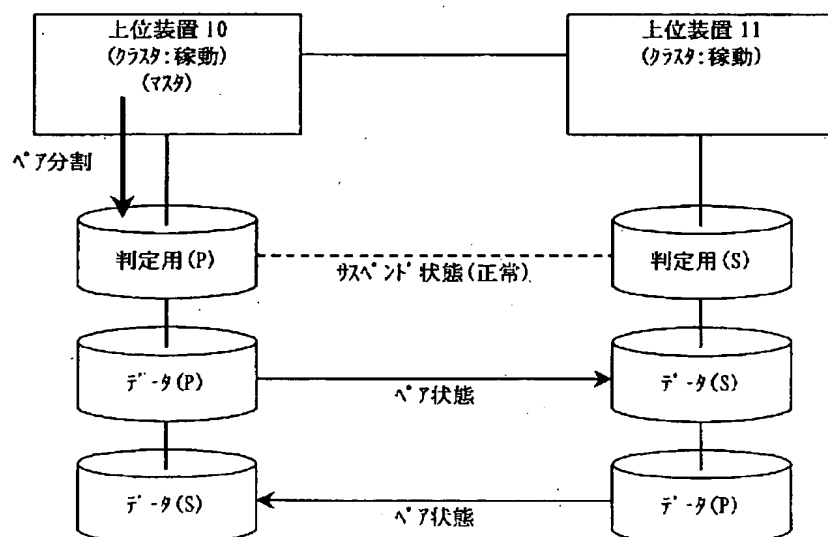 上位装置 10
(ｸﾗｽﾀ:稼動)
(ﾏｽﾀ)
上位装置 11
(ｸﾗｽﾀ:稼動)
ﾍﾟｱ分割
判定用(P)
ｻｽﾍﾟﾝﾄﾞ状態(正常)
判定用(S)
ﾃﾞｰﾀ(P)
ﾍﾟｱ状態
ﾃﾞｰﾀ(S)
ﾃﾞｰﾀ(S)
ﾍﾟｱ状態
ﾃﾞｰﾀ(P)